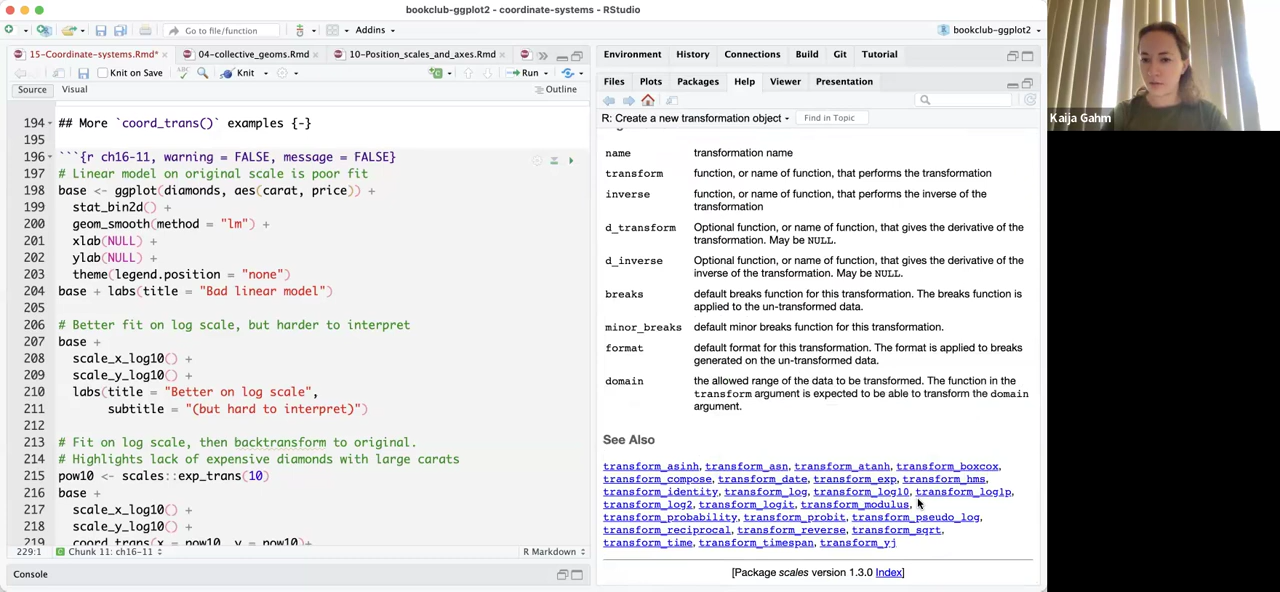 bookclub-ggplot2 - coordinate-systems - RStudio
Go to file/function
Addins
bookclub-ggplot2
15-Coordinate-systems.Rmd*
04-collective_geoms.Rmd
10-Position_scales_and_axes.Rmd
Knit on Save
Knit
Run
Source
Visual
Outline
194 ## More `coord_trans()` examples {-}
195
196 ```{r ch16-11, warning = FALSE, message = FALSE}
197 # Linear model on original scale is poor fit
198 base <- ggplot(diamonds, aes(carat, price)) +
199 stat_bin2d() +
200 geom_smooth(method = "lm") +
201 xlab(NULL) +
202 ylab(NULL) +
203 theme(legend.position = "none")
204 base + labs(title = "Bad linear model")
205
206 # Better fit on log scale, but harder to interpret
207 base +
208 scale_x_log10() +
209 scale_y_log10() +
210 labs(title = "Better on log scale",
211 subtitle = "(but hard to interpret)")
212
213 # Fit on log scale, then backtransform to original.
214 # Highlights lack of expensive diamonds with large carats
215 pow10 <- scales::exp_trans(10)
216 base +
217 scale_x_log10() +
218 scale_y_log10() +
219 coord_trans(x = pow10, y = pow10)+
229:1 Chunk 11: ch16-11 R Markdown
Console
Environment History Connections Build Git Tutorial
Files Plots Packages Help Viewer Presentation
R: Create a new transformation object
Find in Topic
name transformation name
transform function, or name of function, that performs the transformation
inverse function, or name of function, that performs the inverse of the
transformation
d_transform Optional function, or name of function, that gives the derivative of the
transformation. May be NULL.
d_inverse Optional function, or name of function, that gives the derivative of the
inverse of the transformation. May be NULL.
breaks default breaks function for this transformation. The breaks function is
applied to the un-transformed data.
minor_breaks default minor breaks function for this transformation.
format default format for this transformation. The format is applied to breaks
generated on the un-transformed data.
domain the allowed range of the data to be transformed. The function in the
transform argument is expected to be able to transform the domain
argument.
See Also
transform_asinh, transform_asn, transform_atanh, transform_boxcox,
transform_compose, transform_date, transform_exp, transform_hms,
transform_identity, transform_log, transform_log10, transform_log1p,
transform_log2, transform_logit, transform_modulus,
transform_probability, transform_probit, transform_pseudo_log,
transform_reciprocal, transform_reverse, transform_sqrt,
transform_time, transform_timespan, transform_yj
[Package scales version 1.3.0 Index]
Kaija Gahm